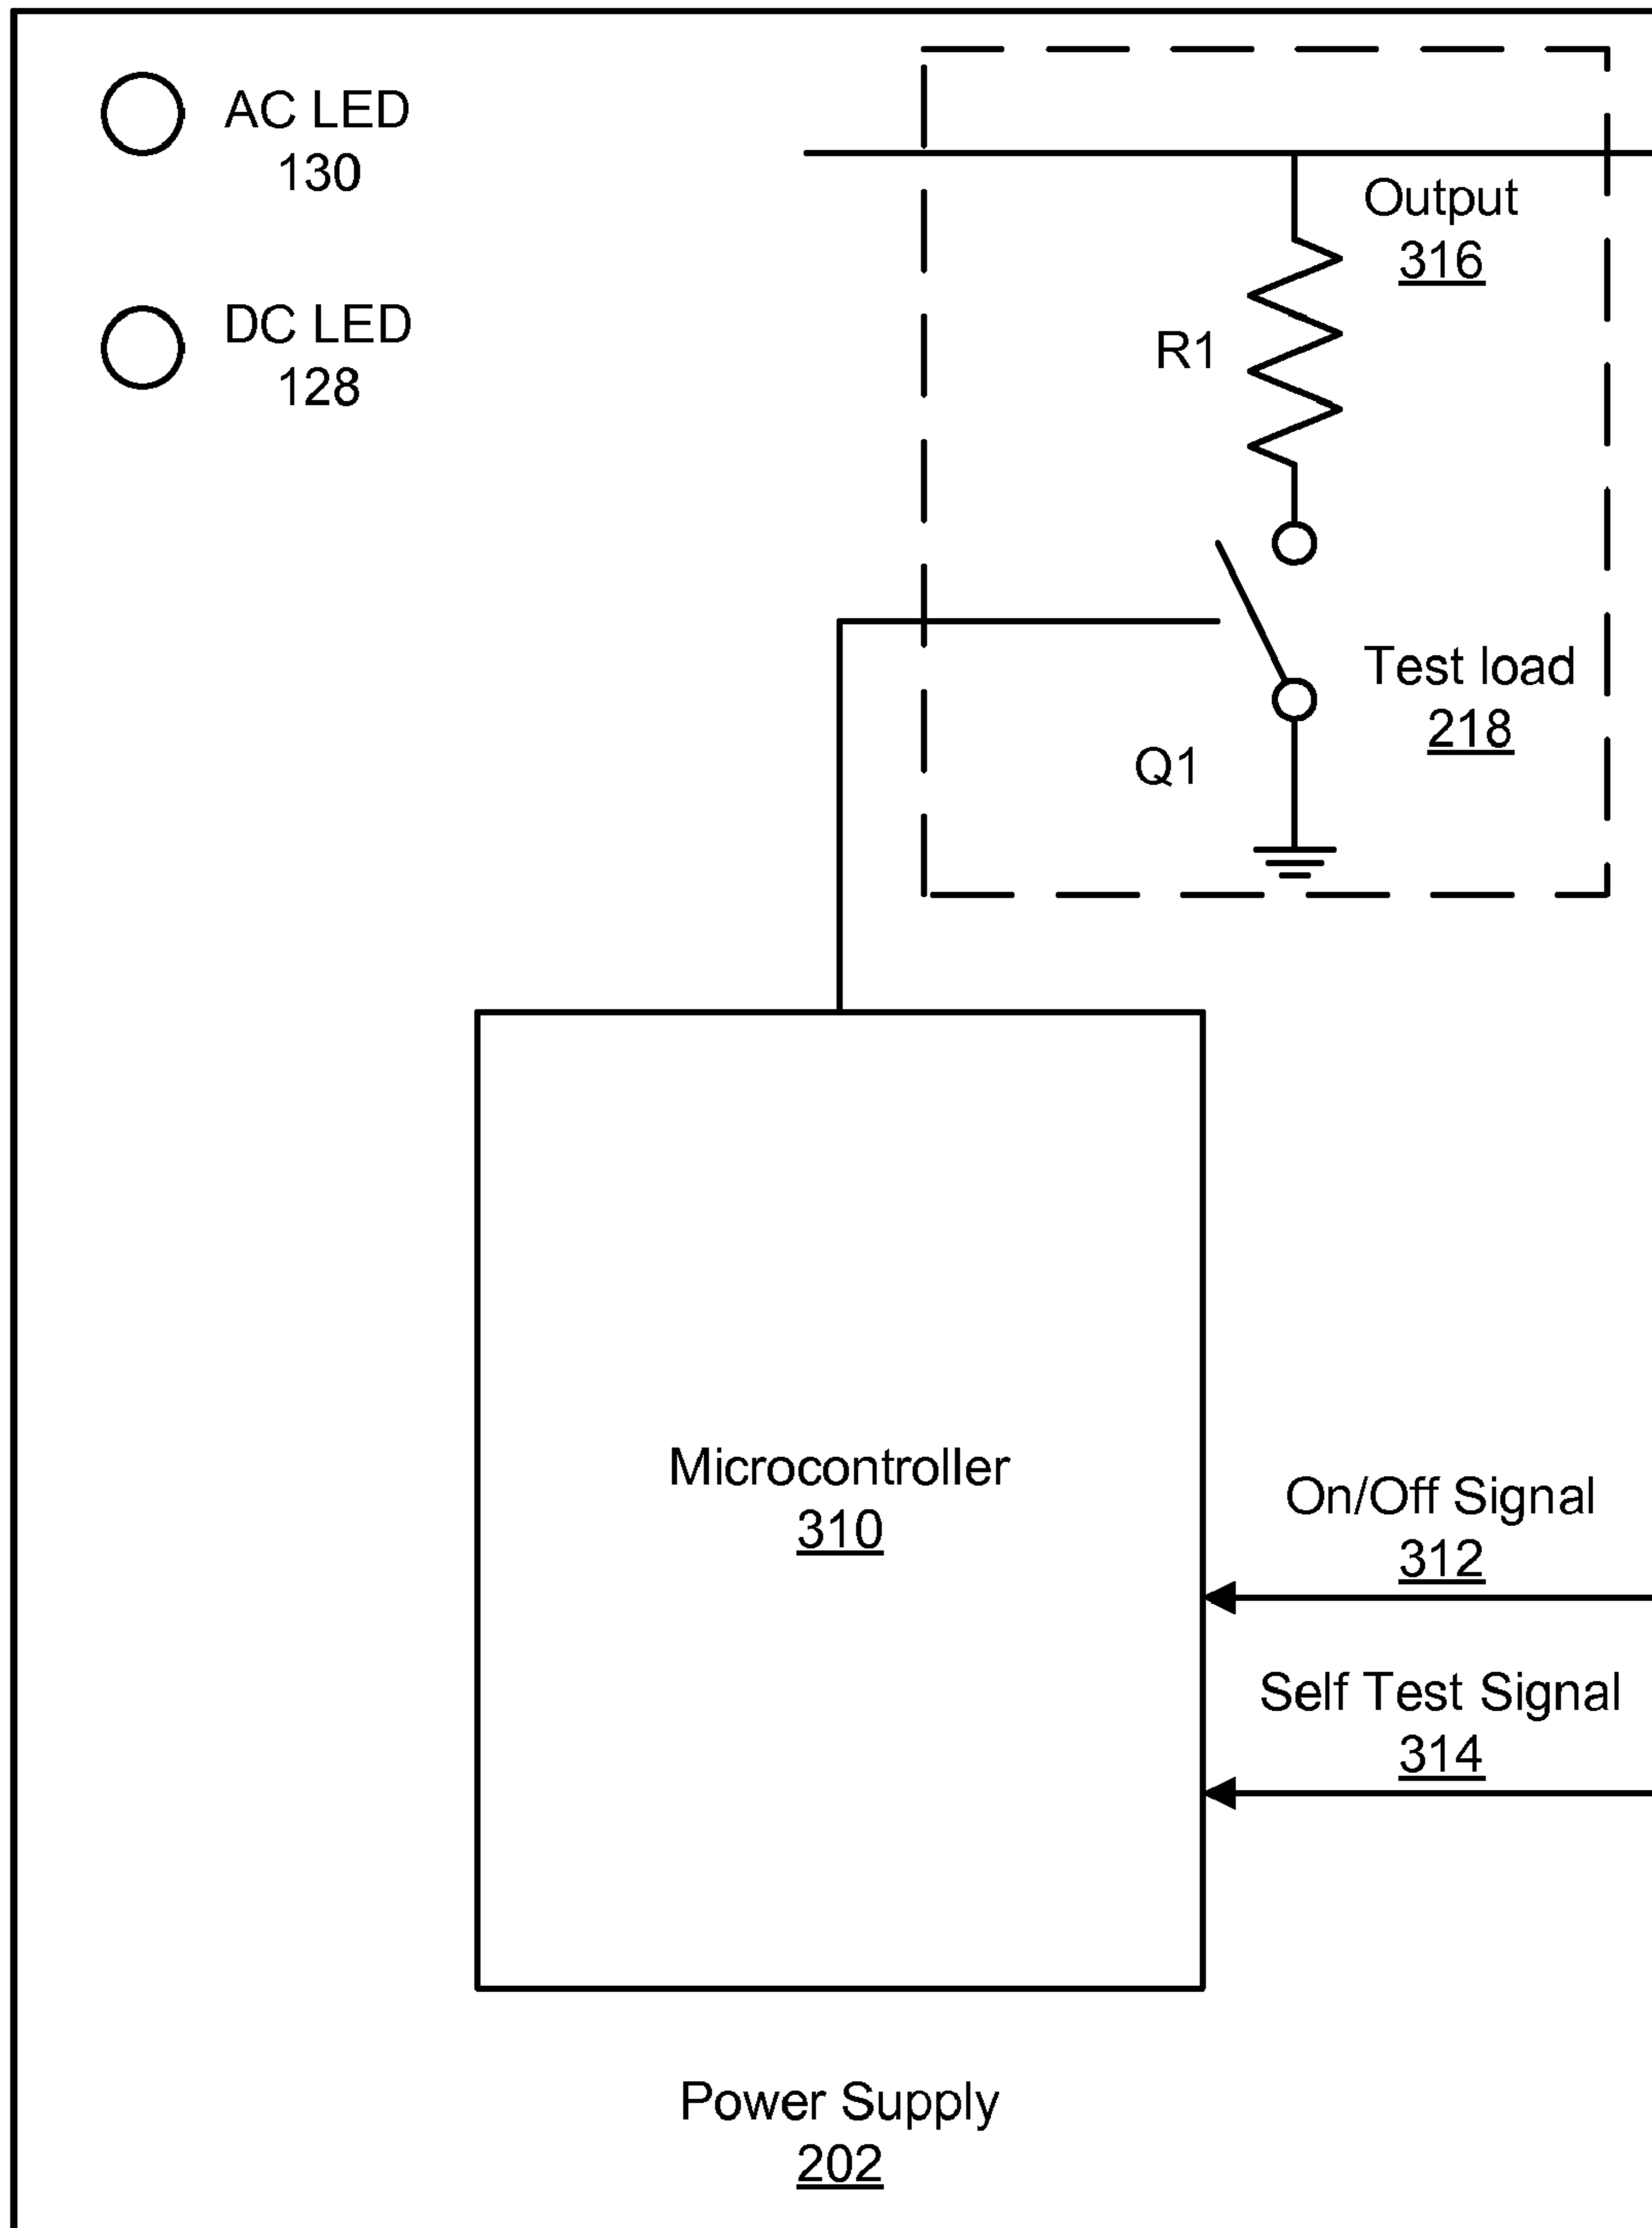 AC LED
130
DC LED
128
Output
316
R1
Test load
218
Q1
Microcontroller
310
On/Off Signal
312
Self Test Signal
314
Power Supply
202